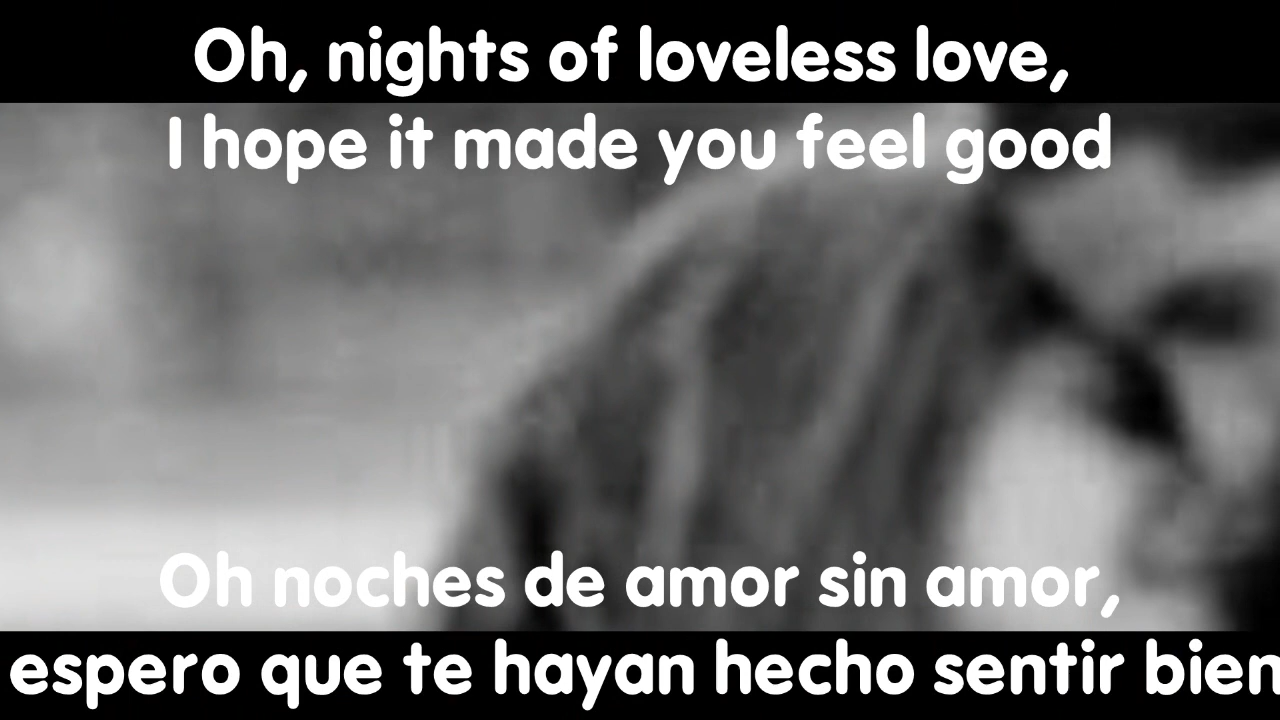 Oh, nights of loveless love,
I hope it made you feel good
Oh noches de amor sin amor,
espero que te hayan hecho sentir bien